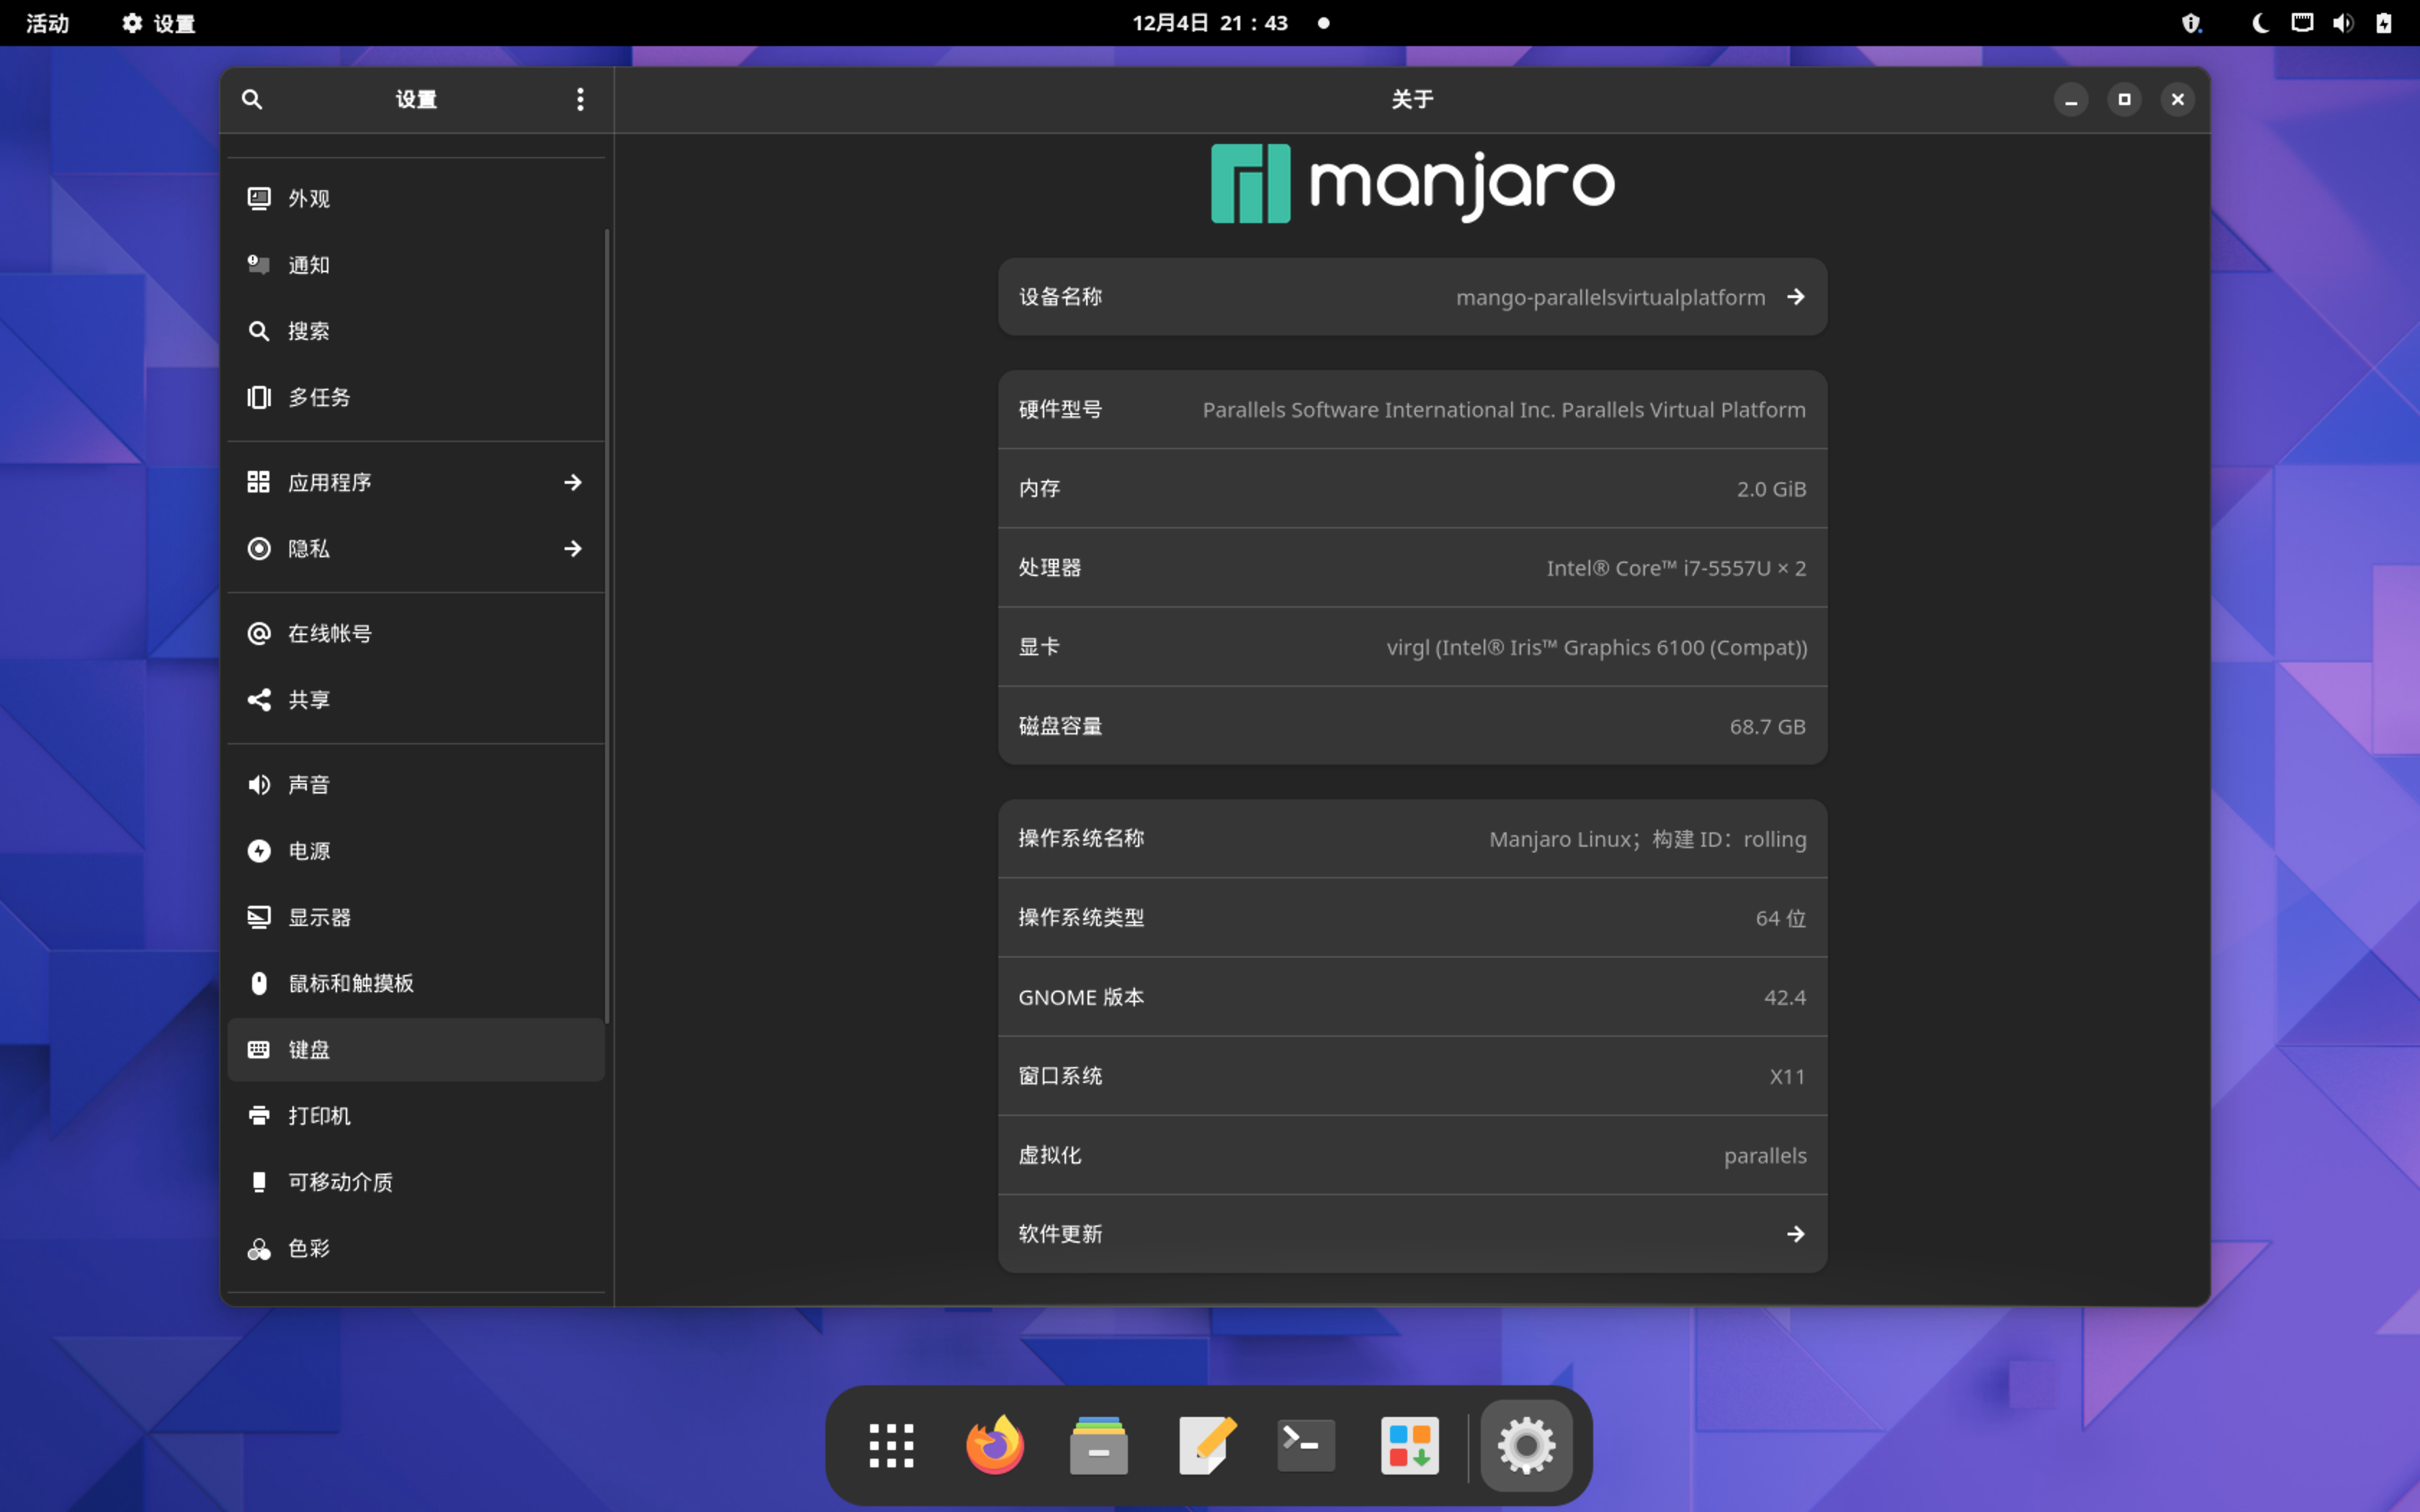 活动
设置
12月4日 21：43
设置
关于
外观
通知
搜索
多任务
应用程序
隐私
在线帐号
共享
声音
电源
显示器
鼠标和触摸板
键盘
打印机
可移动介质
色彩
manjaro
设备名称 mango-parallelsvirtualplatform
硬件型号 Parallels Software International Inc. Parallels Virtual Platform
内存 2.0 GiB
处理器 Intel® Core™ i7-5557U × 2
显卡 virgl (Intel® Iris™ Graphics 6100 (Compat))
磁盘容量 68.7 GB
操作系统名称 Manjaro Linux；构建 ID：rolling
操作系统类型 64 位
GNOME 版本 42.4
窗口系统 X11
虚拟化 parallels
软件更新